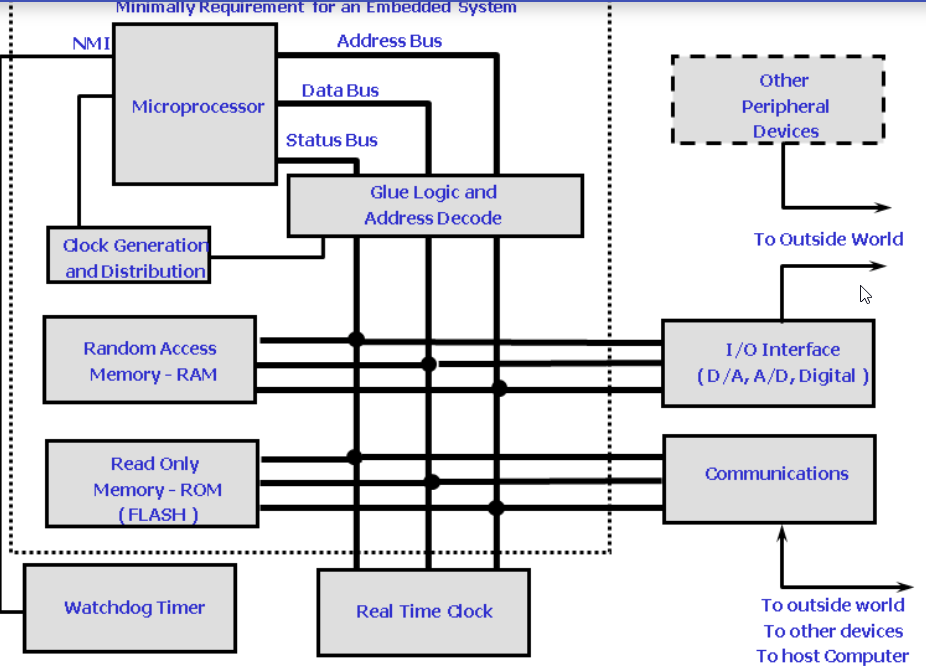 Minimally Requirement for an Embedded System
NMI
Address Bus
Microprocessor
Data Bus
Status Bus
Other
Peripheral
Devices
Glue Logic and
Address Decode
Clock Generation
and Distribution
To Outside World
Random Access
Memory - RAM
I/O Interface
( D/A, A/D, Digital )
Read Only
Memory - ROM
( FLASH )
Communications
Watchdog Timer
Real Time Clock
To outside world
To other devices
To host Computer